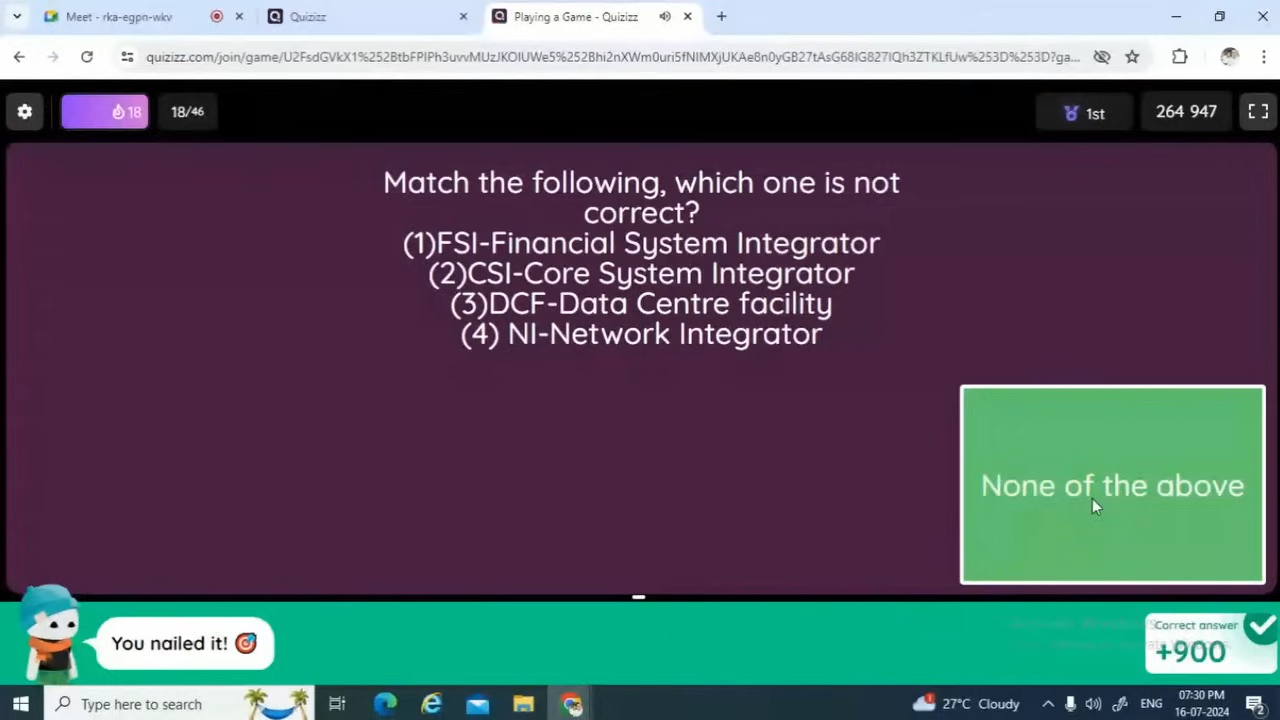 Meet - rka-egpn-wkv
Quizizz
Playing a Game - Quizizz
quizizz.com/join/game/U2FsdGVkX1%252BtbFPIPh3uvvMUzJKOIUWe5%252Bhi2nXWm0uri5fNIMXjUKAe8n0yGB27tAsG68IG827IQh3ZTKLfUw%253D%253D?ga...
18
18/46
1st
264 947
Match the following, which one is not
correct?
(1)FSI-Financial System Integrator
(2)CSI-Core System Integrator
(3)DCF-Data Centre facility
(4) NI-Network Integrator
None of the above
You nailed it!
Correct answer
+900
Type here to search
1
27°C Cloudy
ENG
07:30 PM
16-07-2024
2